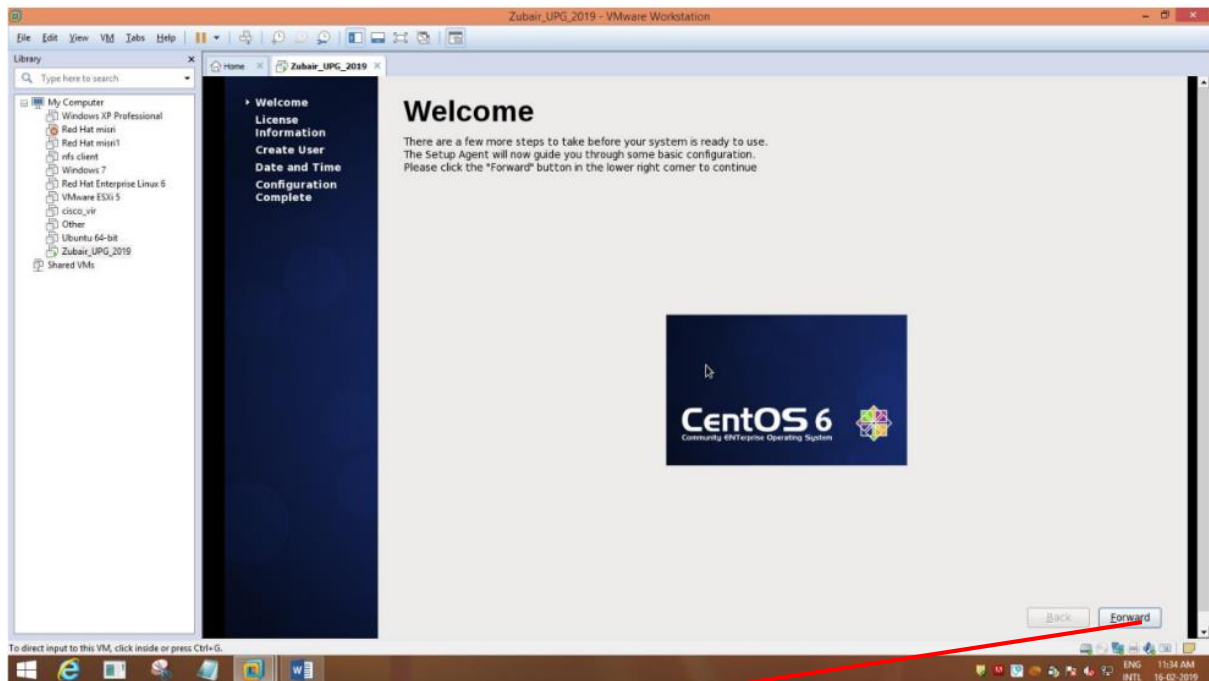 Zubair_UPG_2019 - VMware Workstation
File Edit View VM Tabs Help
Library
Home
Zubair_UPG_2019
Type here to search
My Computer
Windows XP Professional
Red Hat misri
Red Hat misri1
nfs client
Windows 7
Red Hat Enterprise Linux 6
VMware ESXi 5
cisco_vir
Other
Ubuntu 64-bit
Zubair_UPG_2019
Shared VMs
Welcome
License
Information
Create User
Date and Time
Configuration
Complete
Welcome
There are a few more steps to take before your system is ready to use.
The Setup Agent will now guide you through some basic configuration.
Please click the "Forward" button in the lower right corner to continue
CentOS 6
Community ENTerprise Operating System
Back
Forward
To direct input to this VM, click inside or press Ctrl+G.
ENG 11:34 AM
INTL 16-02-2019